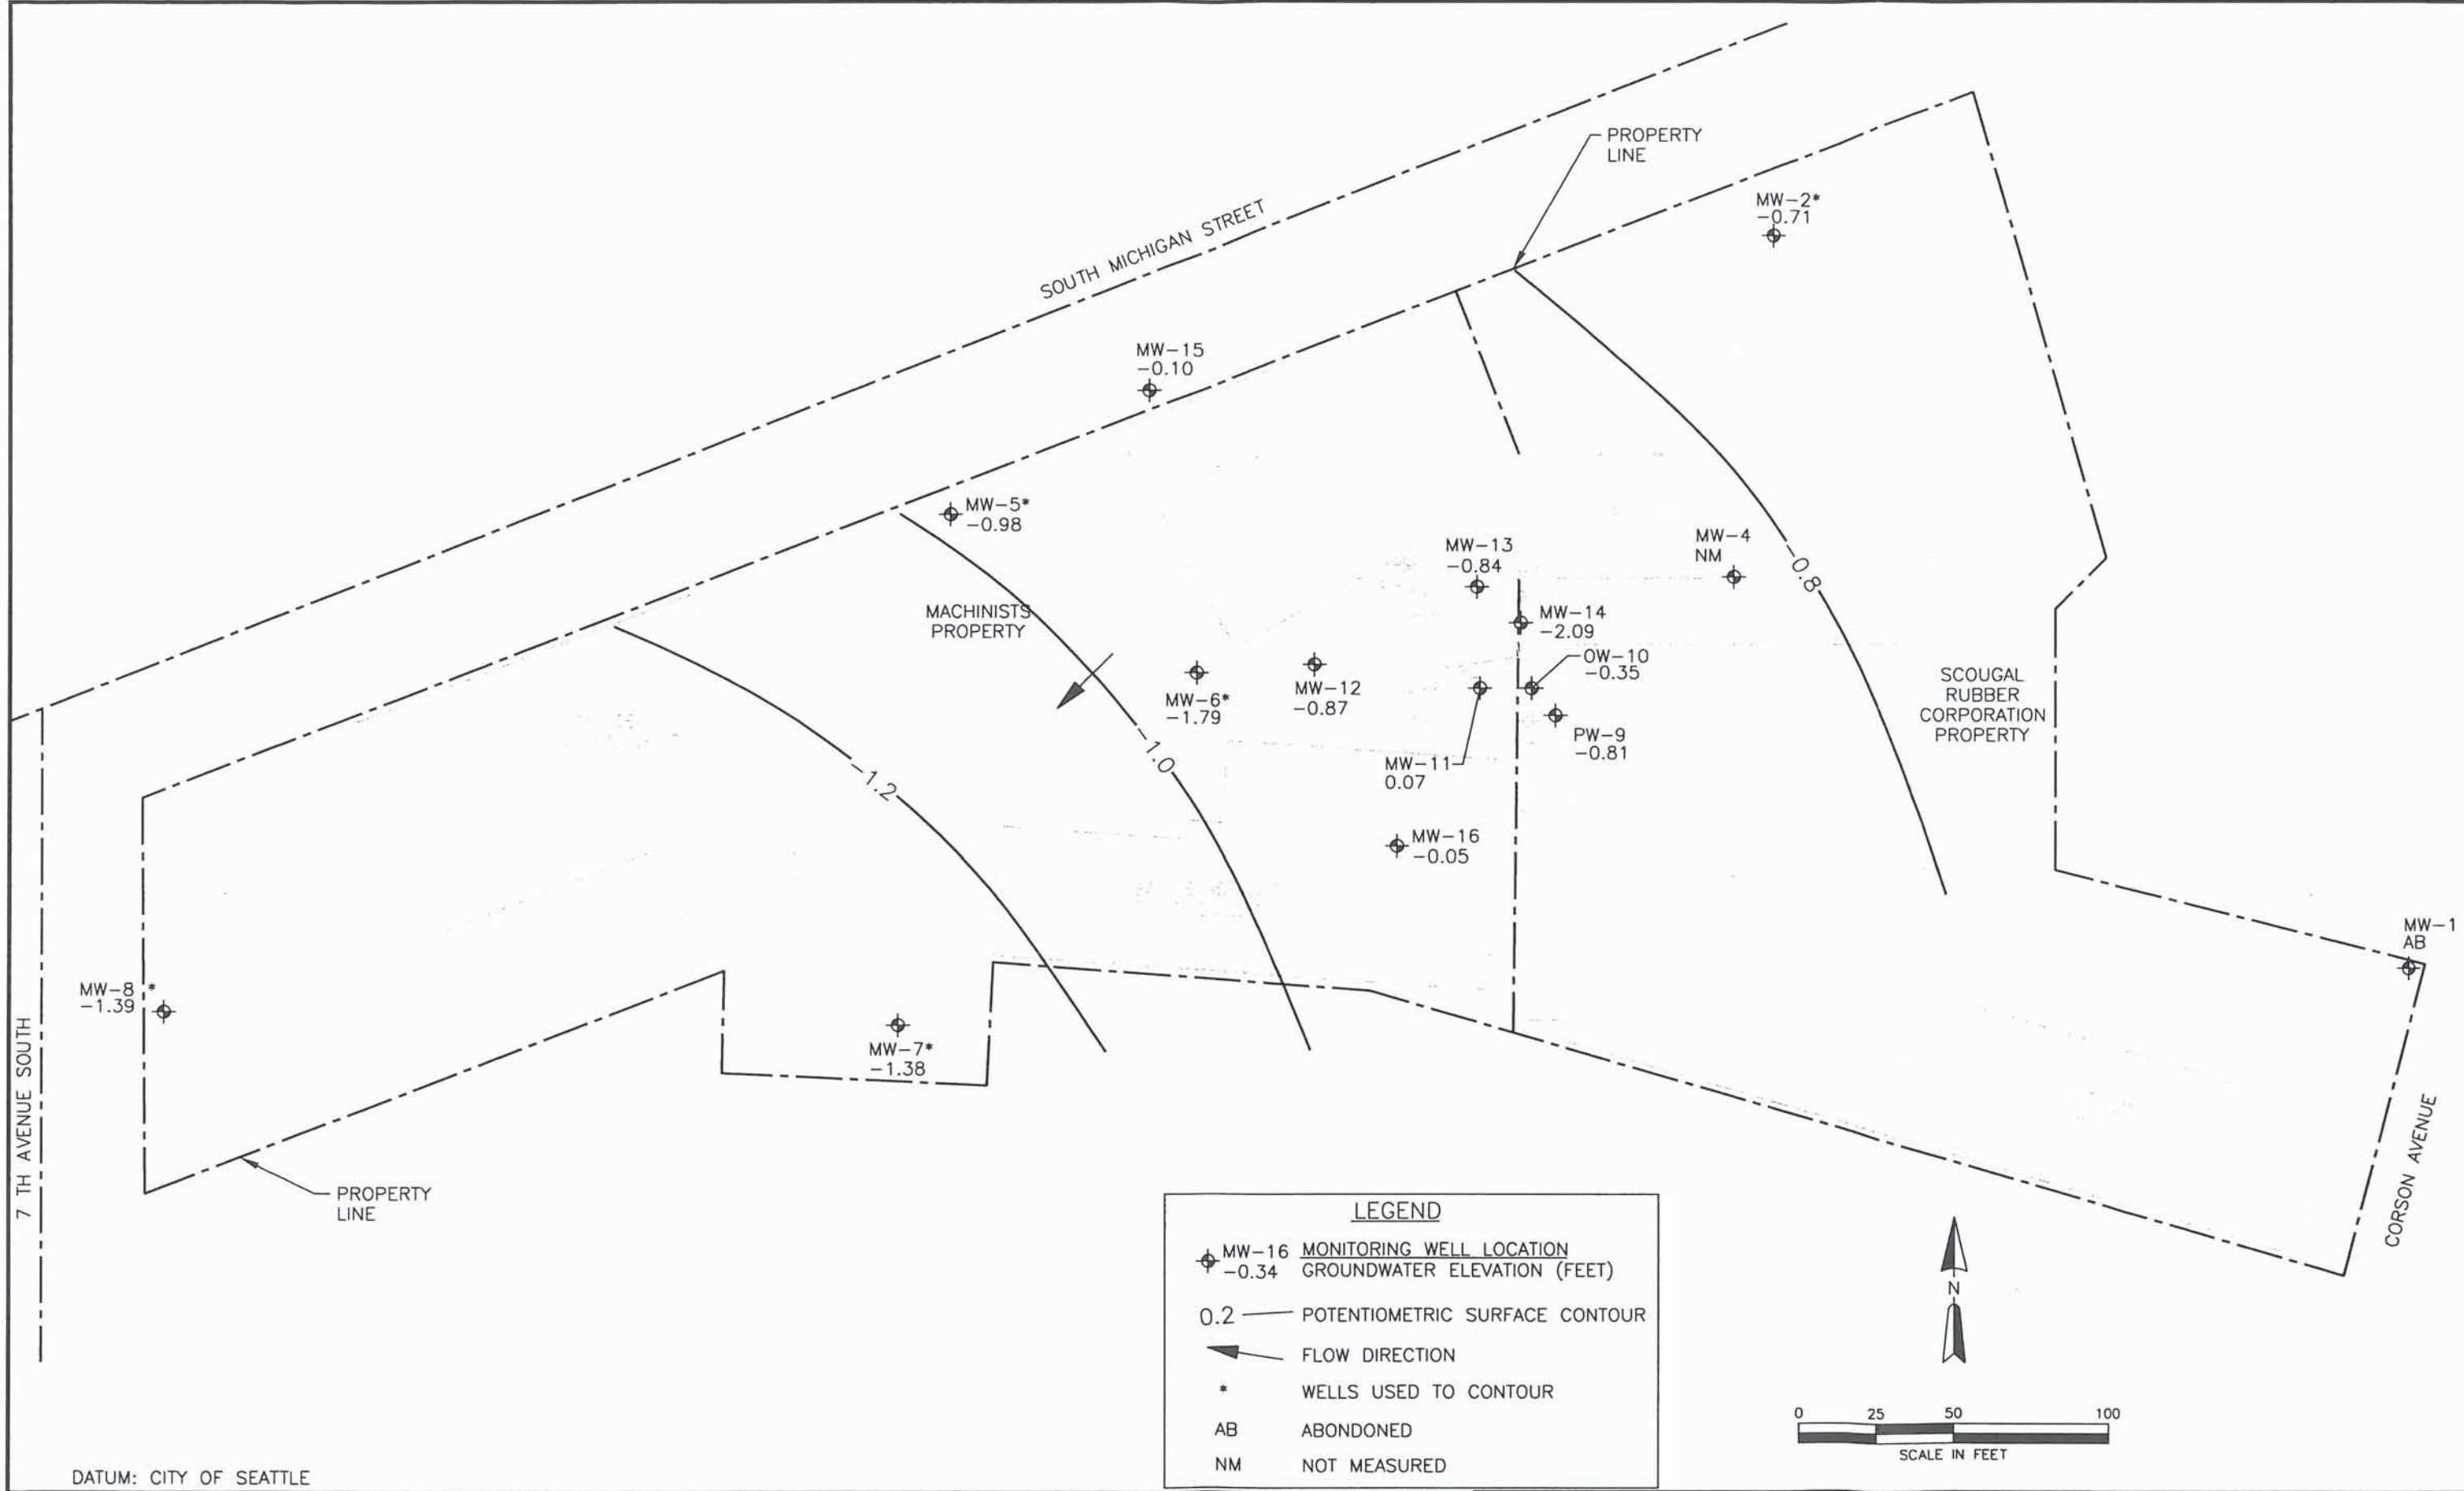 PROPERTY
LINE
MW-2*
-0.71
SOUTH MICHIGAN STREET
MW-15
-0.10
MW-5*
-0.98
MW-13
-0.84
MW-4
NM
-0.8
MACHINISTS
PROPERTY
MW-14
-2.09
OW-10
-0.35
MW-6*
-1.79
MW-12
-0.87
SCOUGAL
RUBBER
CORPORATION
PROPERTY
PW-9
-0.81
MW-11
0.07
-1.0
-1.2
MW-16
-0.05
MW-1
AB
MW-8 *
-1.39
MW-7*
-1.38
7 TH AVENUE SOUTH
CORSON AVENUE
PROPERTY
LINE
LEGEND
MW-16 MONITORING WELL LOCATION
-0.34 GROUNDWATER ELEVATION (FEET)
0.2 POTENTIOMETRIC SURFACE CONTOUR
FLOW DIRECTION
* WELLS USED TO CONTOUR
AB ABONDONED
NM NOT MEASURED
N
0 25 50 100
SCALE IN FEET
DATUM: CITY OF SEATTLE